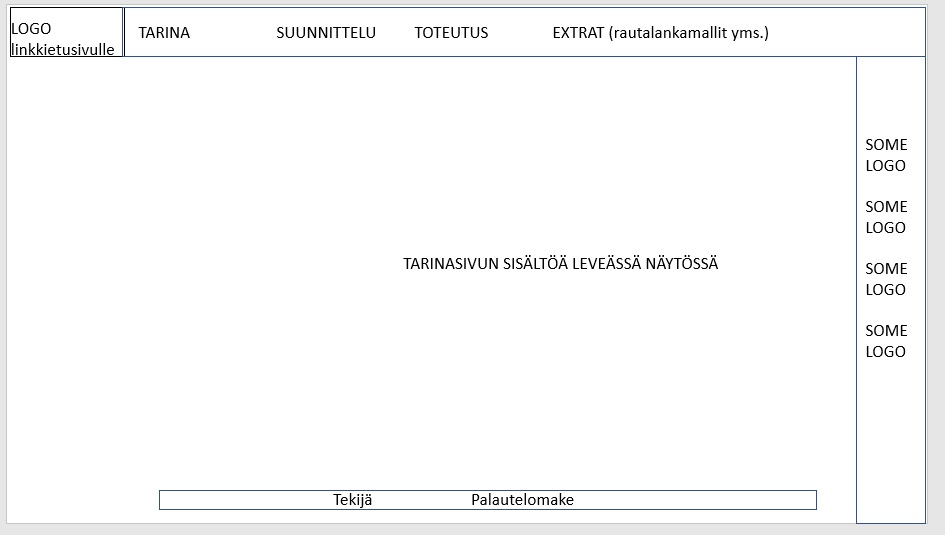 LOGO
linkkietusivulle
TARINA SUUNNITTELU TOTEUTUS EXTRAT (rautalankamallit yms.)
SOME
LOGO
SOME
LOGO
TARINASIVUN SISÄLTÖÄ LEVEÄSSÄ NÄYTÖSSÄ
SOME
LOGO
SOME
LOGO
Tekijä Palautelomake